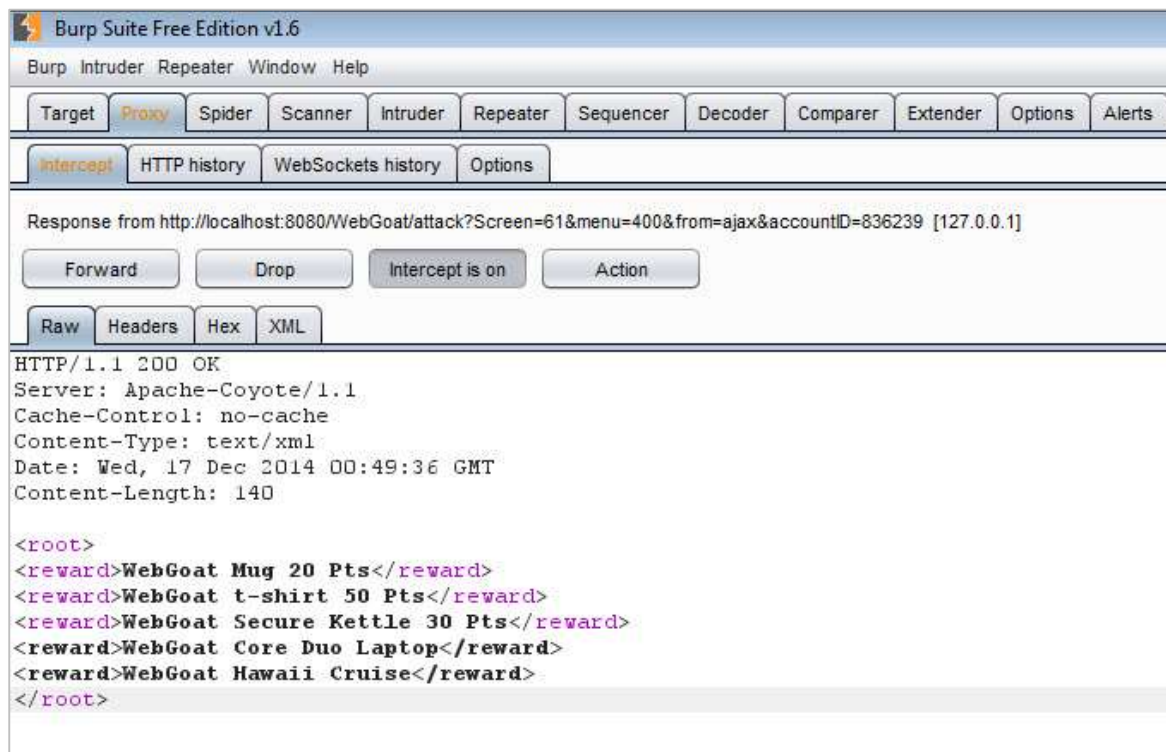 Burp Suite Free Edition v1.6
Burp Intruder Repeater Window Help
Target Proxy Spider Scanner Intruder Repeater Sequencer Decoder Comparer Extender Options Alerts
Intercept HTTP history WebSockets history Options
Response from http://localhost:8080/WebGoat/attack?Screen=61&menu=400&from=ajax&accountID=836239 [127.0.0.1]
Forward Drop Intercept is on Action
Raw Headers Hex XML
HTTP/1.1 200 OK
Server: Apache-Coyote/1.1
Cache-Control: no-cache
Content-Type: text/xml
Date: Wed, 17 Dec 2014 00:49:36 GMT
Content-Length: 140

<root>
<reward>WebGoat Mug 20 Pts</reward>
<reward>WebGoat t-shirt 50 Pts</reward>
<reward>WebGoat Secure Kettle 30 Pts</reward>
<reward>WebGoat Core Duo Laptop</reward>
<reward>WebGoat Hawaii Cruise</reward>
</root>